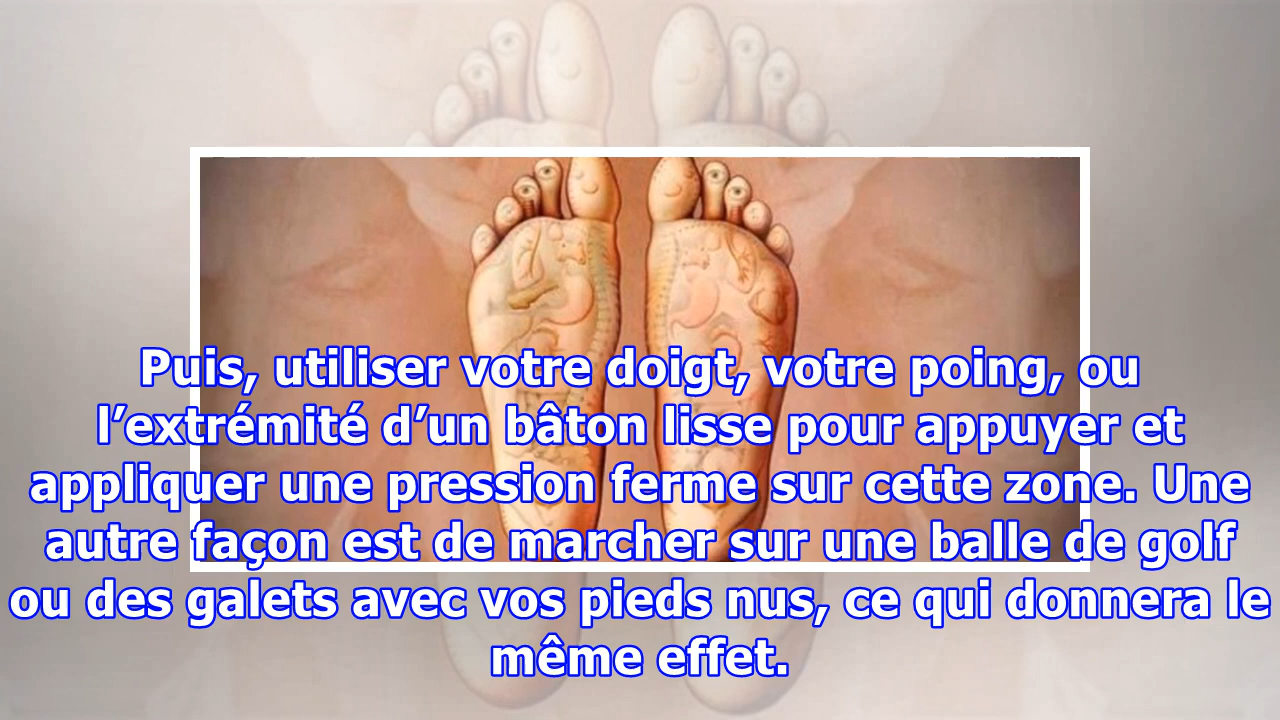 Puis, utiliser votre doigt, votre poing, ou
l’extrémité d’un bâton lisse pour appuyer et
appliquer une pression ferme sur cette zone. Une
autre façon est de marcher sur une balle de golf
ou des galets avec vos pieds nus, ce qui donnera le
même effet.